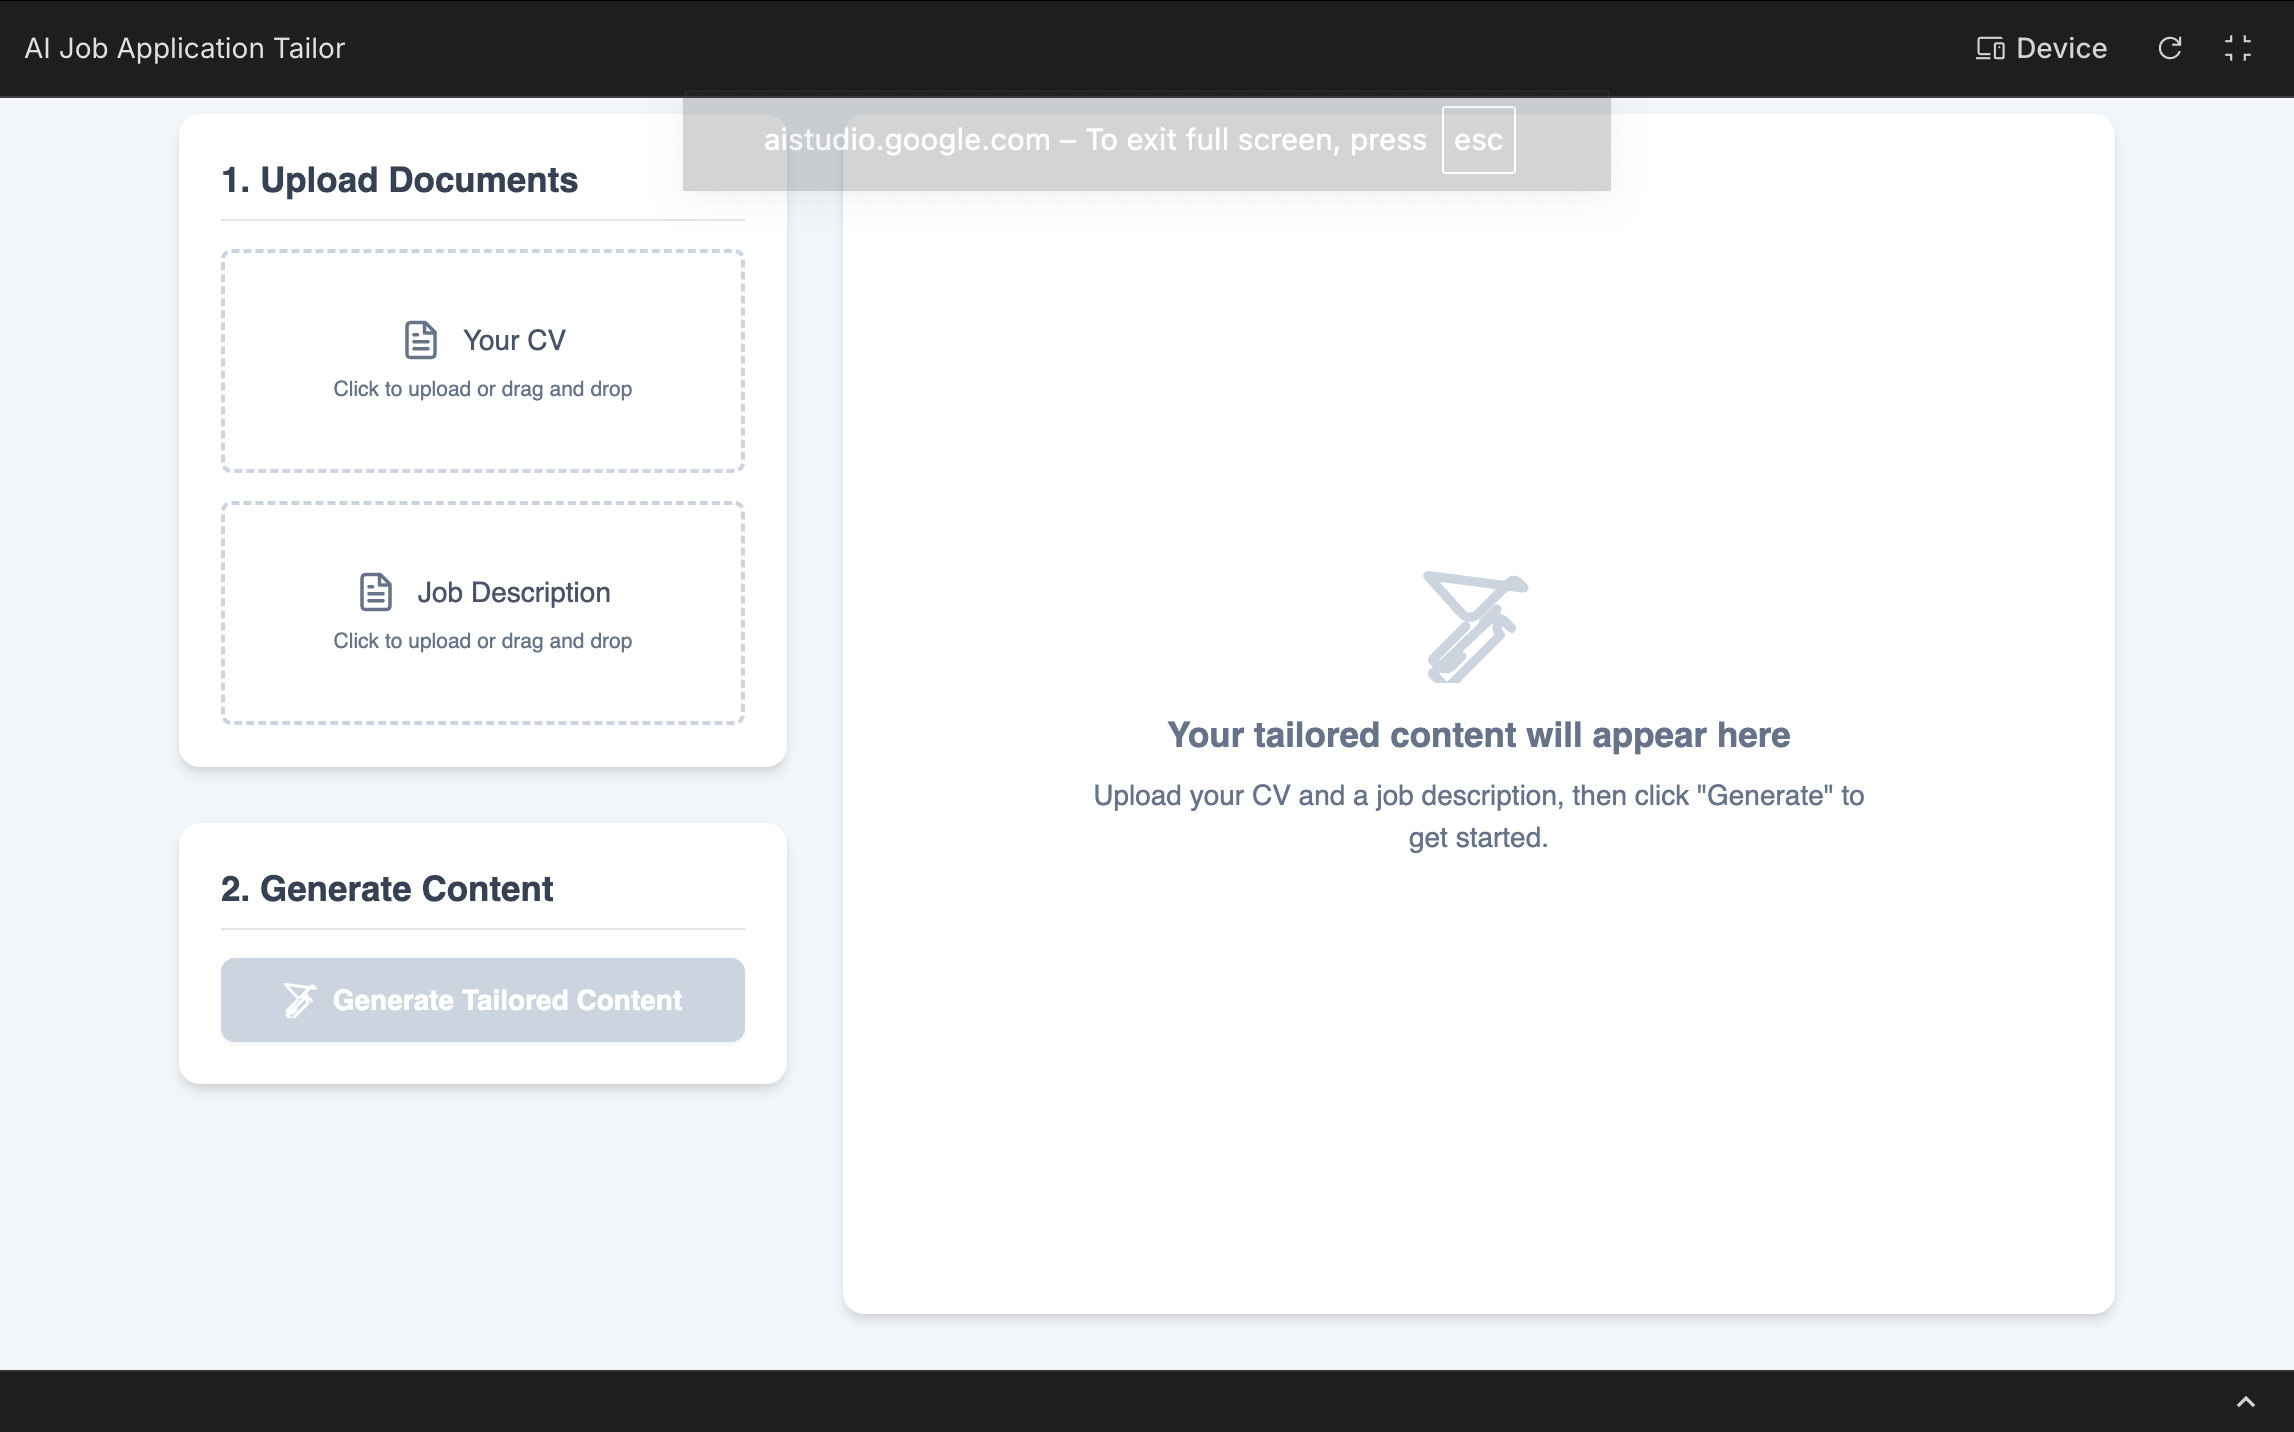 AI Job Application Tailor
Device
aistudio.google.com – To exit full screen, press esc
1. Upload Documents
Your CV
Click to upload or drag and drop
Job Description
Click to upload or drag and drop
2. Generate Content
Generate Tailored Content
Your tailored content will appear here
Upload your CV and a job description, then click "Generate" to
get started.